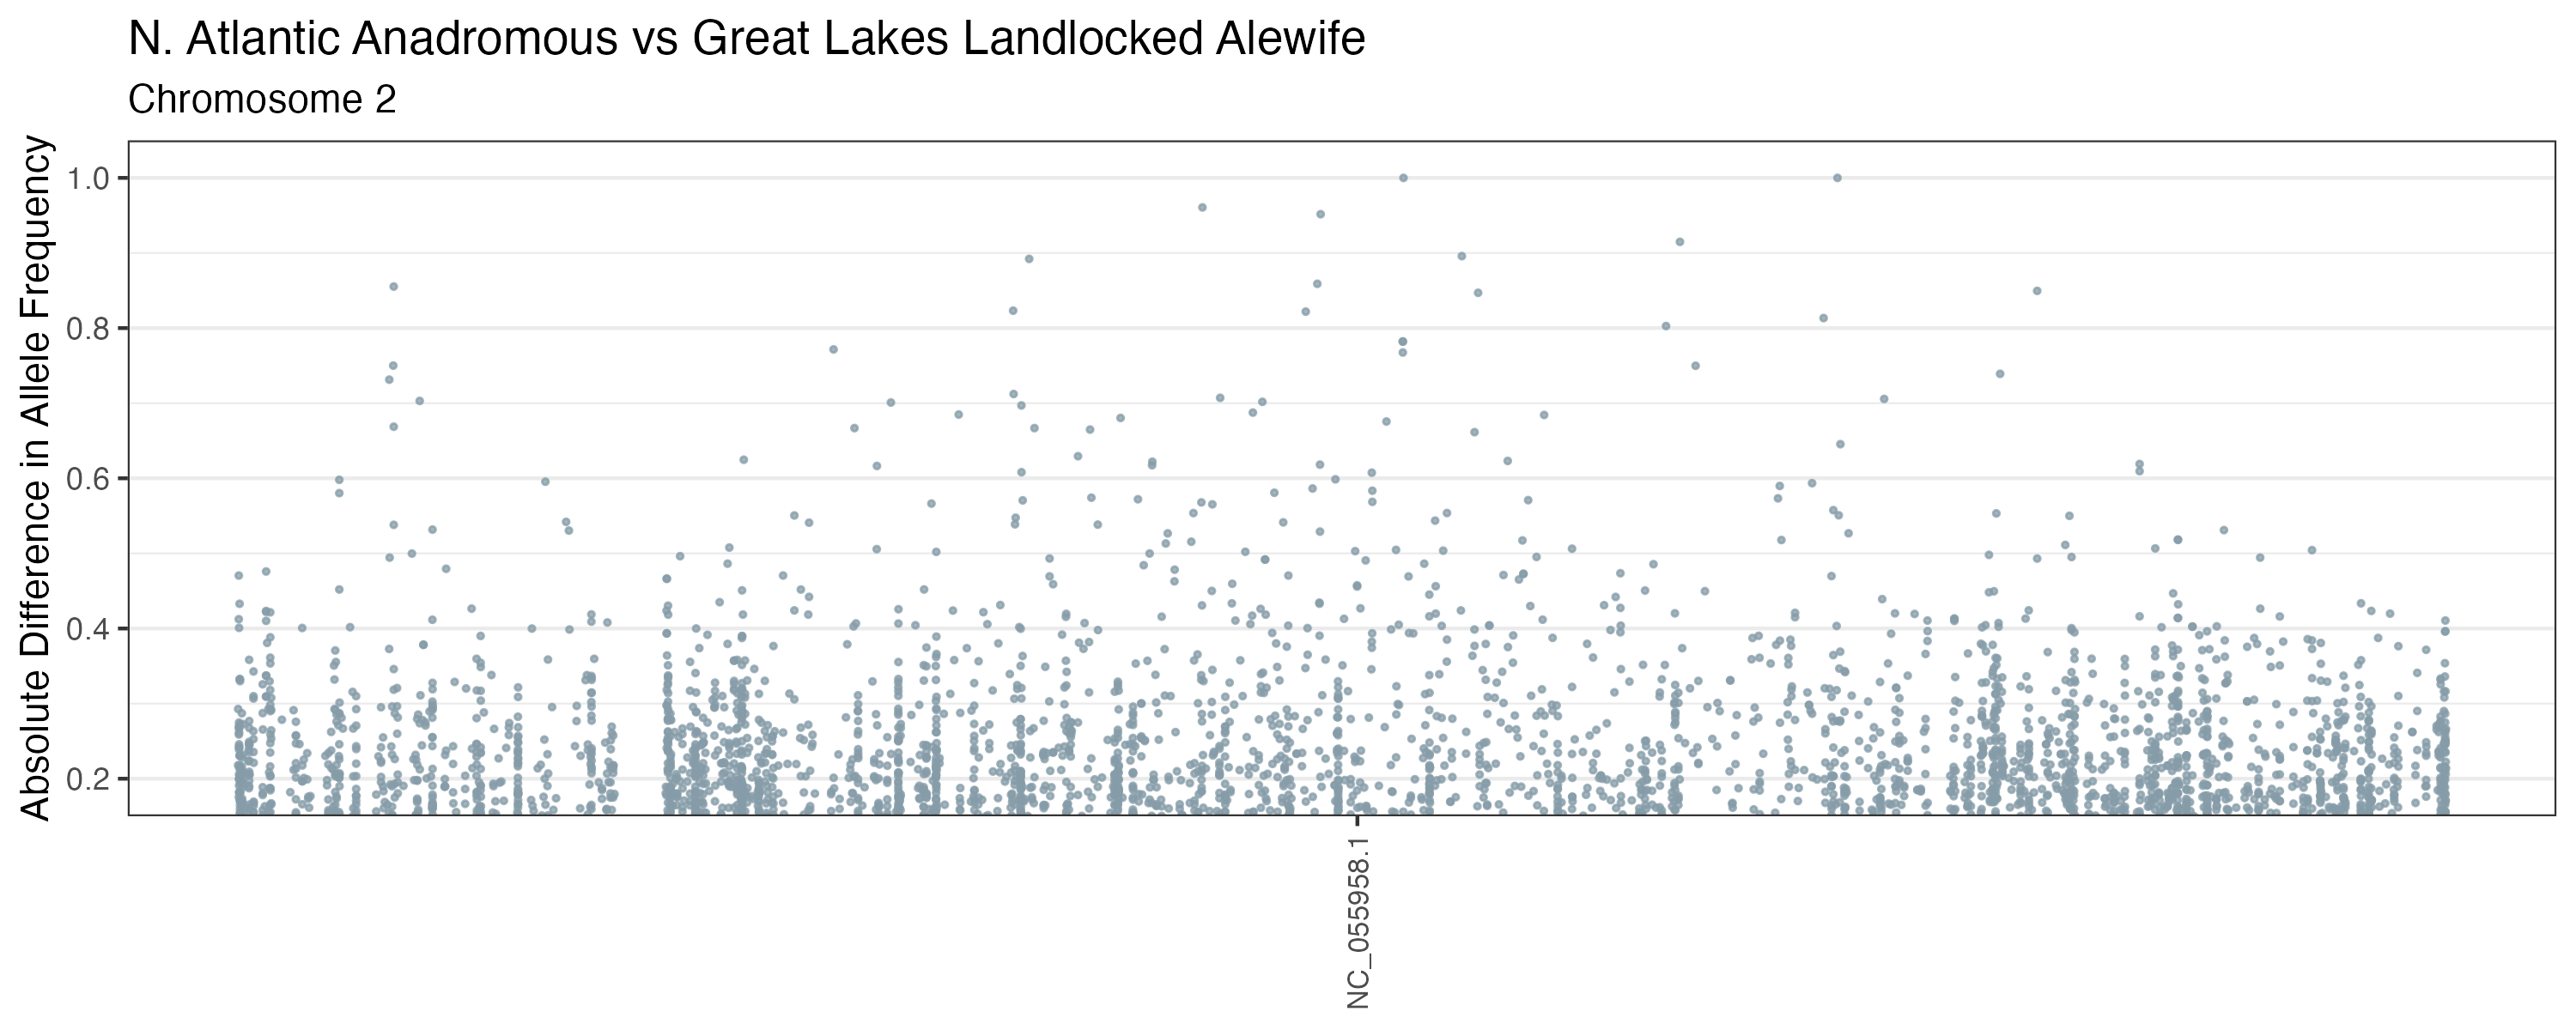 N. Atlantic Anadromous vs Great Lakes Landlocked Alewife
Chromosome 2
Absolute Difference in Allele Frequency
1.0
0.8
0.6
0.4
0.2
NC_055958.1